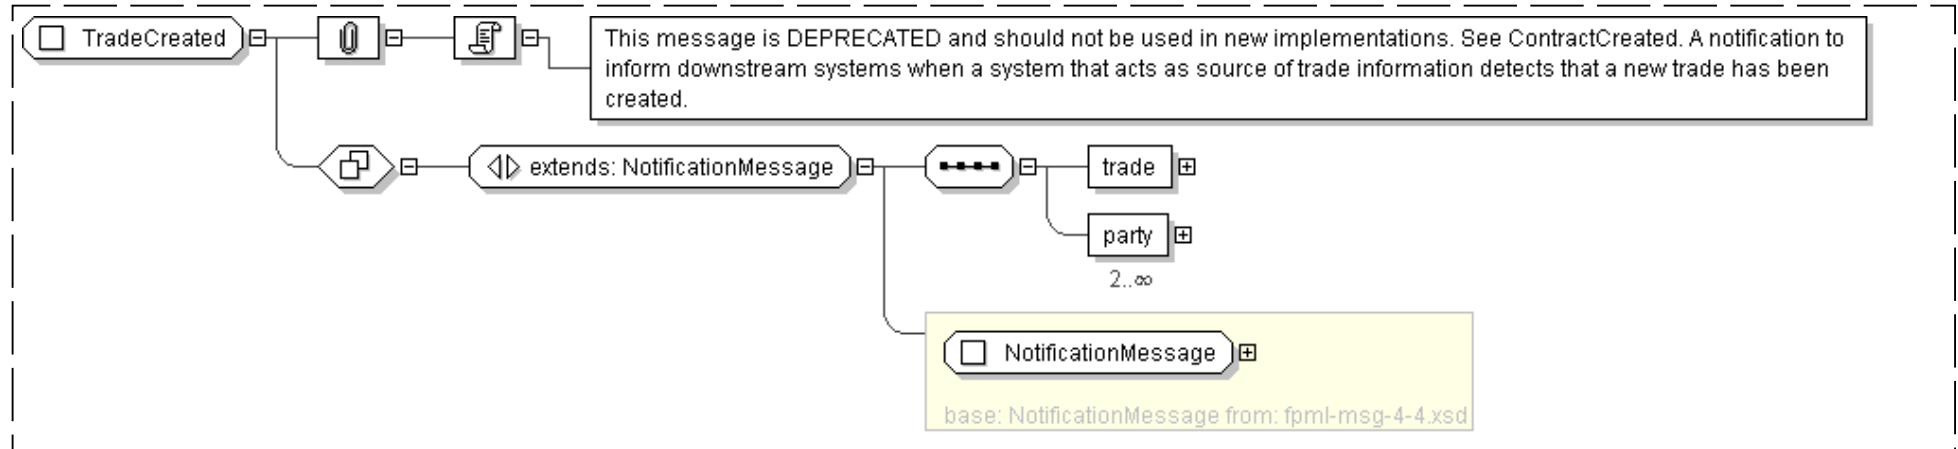 TradeCreated
This message is DEPRECATED and should not be used in new implementations. See ContractCreated. A notification to
inform downstream systems when a system that acts as source of trade information detects that a new trade has been
created.
extends: NotificationMessage
trade
party
2..∞
NotificationMessage
base: NotificationMessage from: fpml-msg-4-4.xsd